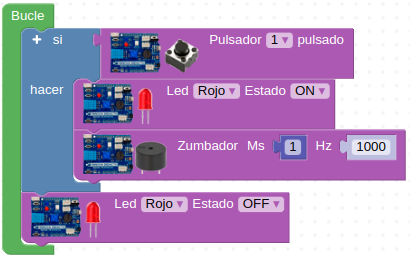 Bucle
+ si Pulsador 1 pulsado
hacer Led Rojo Estado ON
Zumbador Ms 1 Hz 1000
Led Rojo Estado OFF